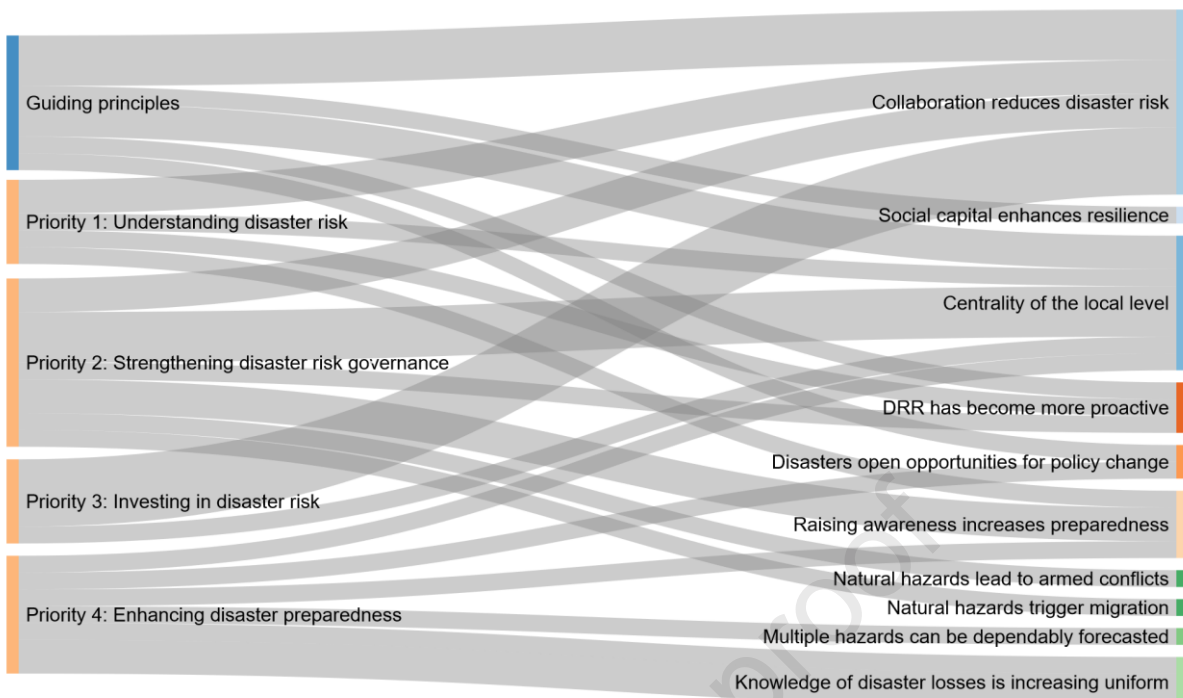 Guiding principles
Priority 1: Understanding disaster risk
Priority 2: Strengthening disaster risk governance
Priority 3: Investing in disaster risk
Priority 4: Enhancing disaster preparedness
Collaboration reduces disaster risk
Social capital enhances resilience
Centrality of the local level
DRR has become more proactive
Disasters open opportunities for policy change
Raising awareness increases preparedness
Natural hazards lead to armed conflicts
Natural hazards trigger migration
Multiple hazards can be dependably forecasted
Knowledge of disaster losses is increasing uniform
proof